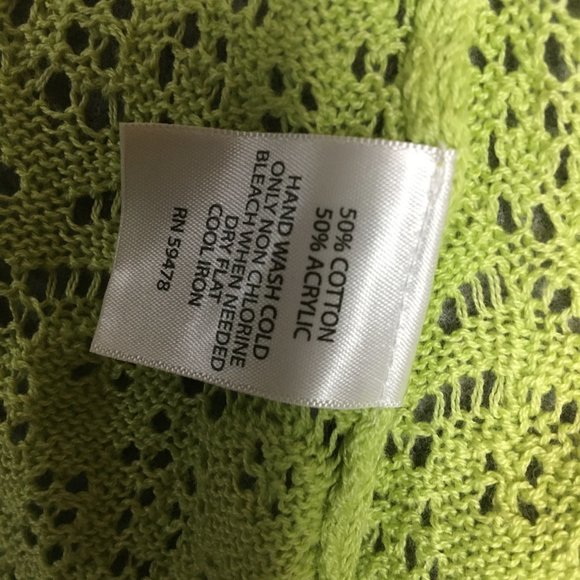 50% COTTON
50% ACRYLIC
HAND WASH COLD
ONLY NON CHLORINE
BLEACH WHEN NEEDED
DRY FLAT
COOL IRON
RN 59478